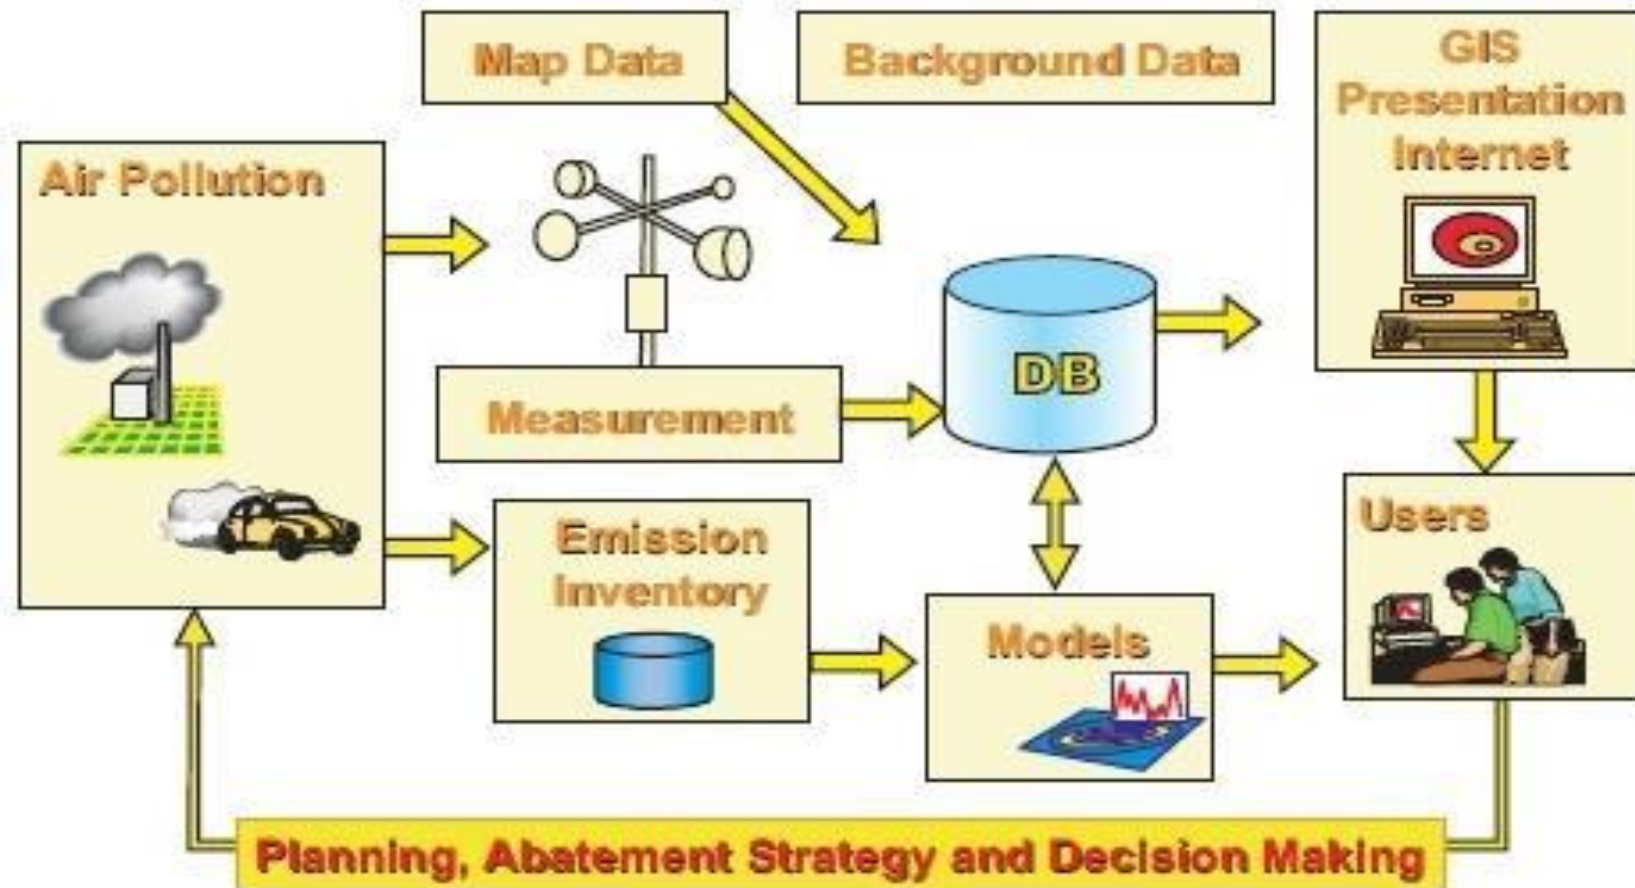 Map Data
Background Data
GIS
Presentation
Internet
Air Pollution
Measurement
DB
Emission
Inventory
Models
Users
Planning, Abatement Strategy and Decision Making